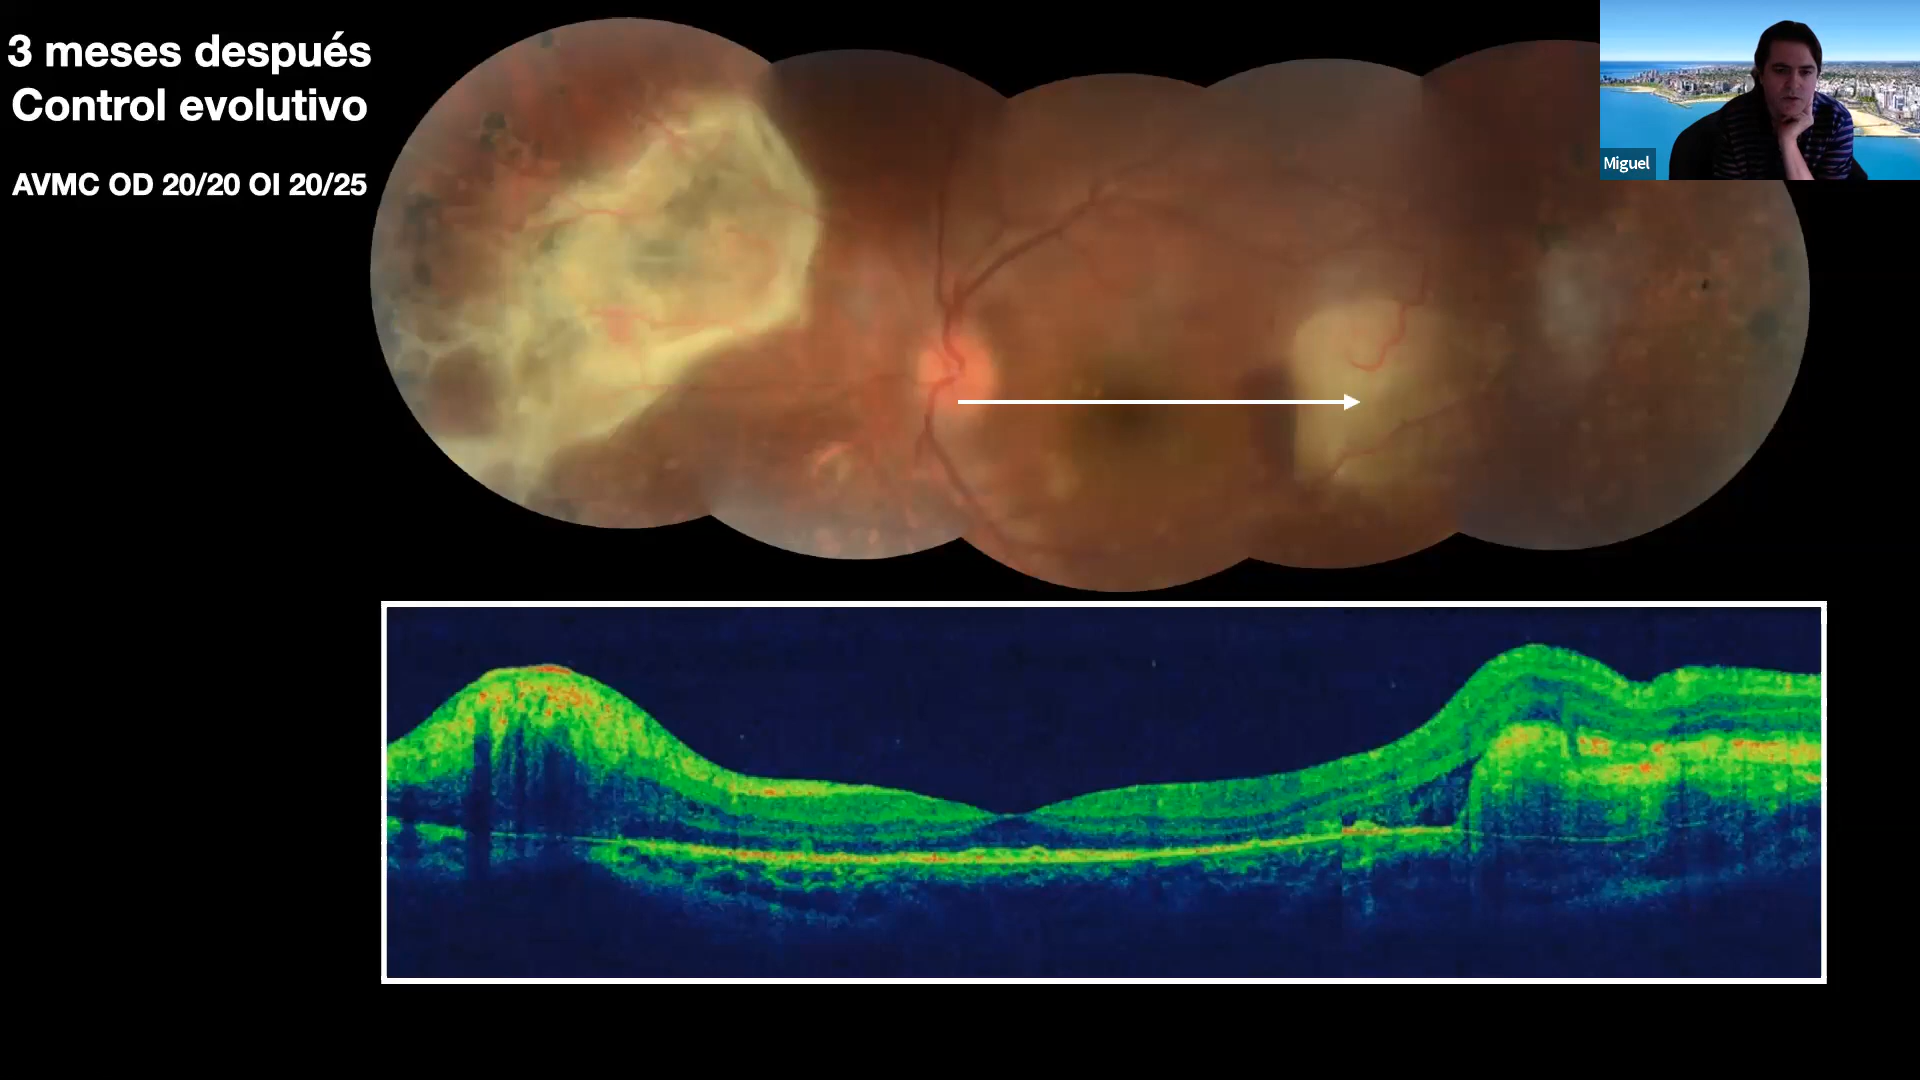 3 meses después
Control evolutivo
AVMC OD 20/20 OI 20/25
Miguel